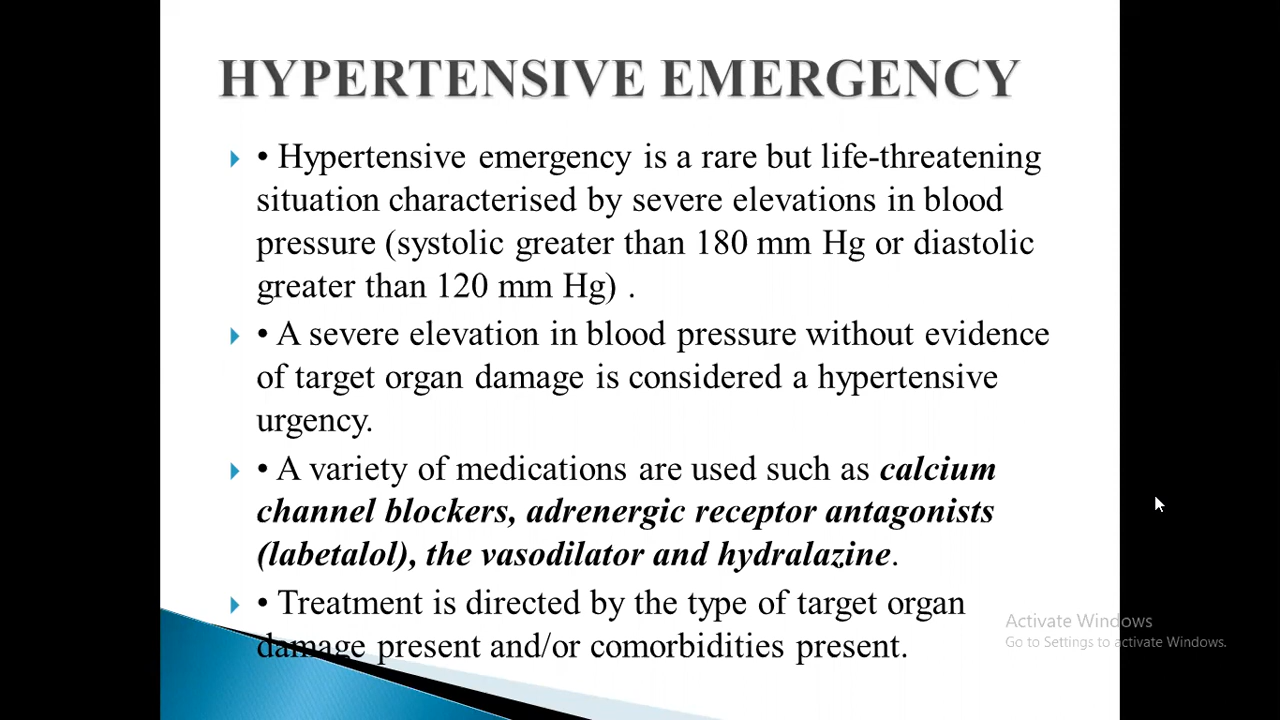 HYPERTENSIVE EMERGENCY
• Hypertensive emergency is a rare but life-threatening
situation characterised by severe elevations in blood
pressure (systolic greater than 180 mm Hg or diastolic
greater than 120 mm Hg) .
• A severe elevation in blood pressure without evidence
of target organ damage is considered a hypertensive
urgency.
• A variety of medications are used such as calcium
channel blockers, adrenergic receptor antagonists
(labetalol), the vasodilator and hydralazine.
• Treatment is directed by the type of target organ
damage present and/or comorbidities present.
Activate Windows
Go to Settings to activate Windows.